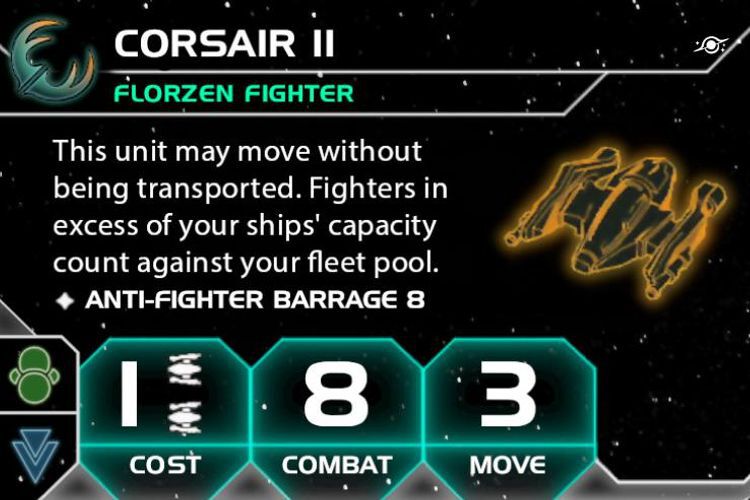 CORSAIR II
FLORZEN FIGHTER
This unit may move without
being transported. Fighters in
excess of your ships' capacity
count against your fleet pool.
ANTI-FIGHTER BARRAGE 8
1 8 3
COST COMBAT MOVE